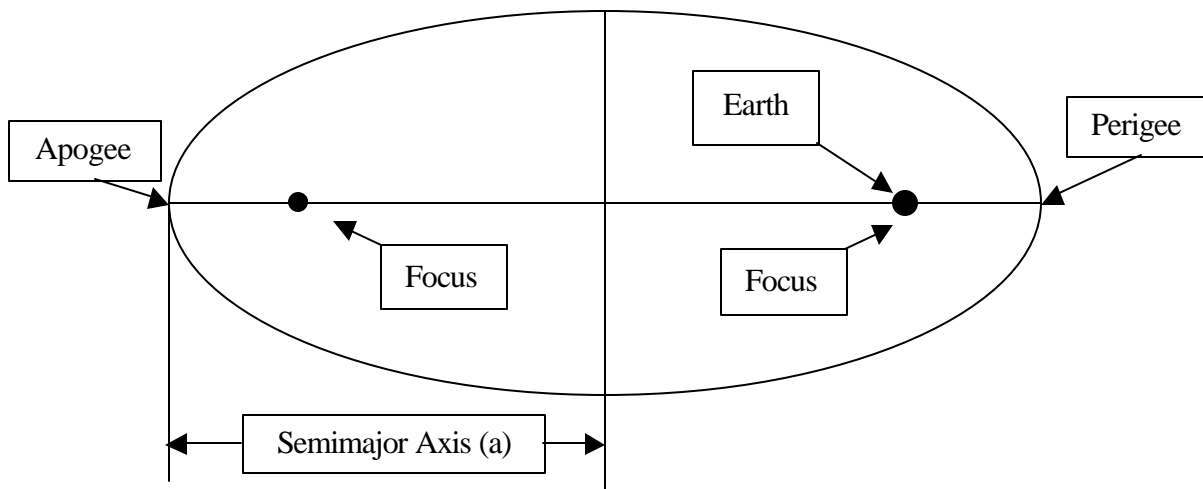 Earth
Perigee
Apogee
Focus
Focus
Semimajor Axis (a)